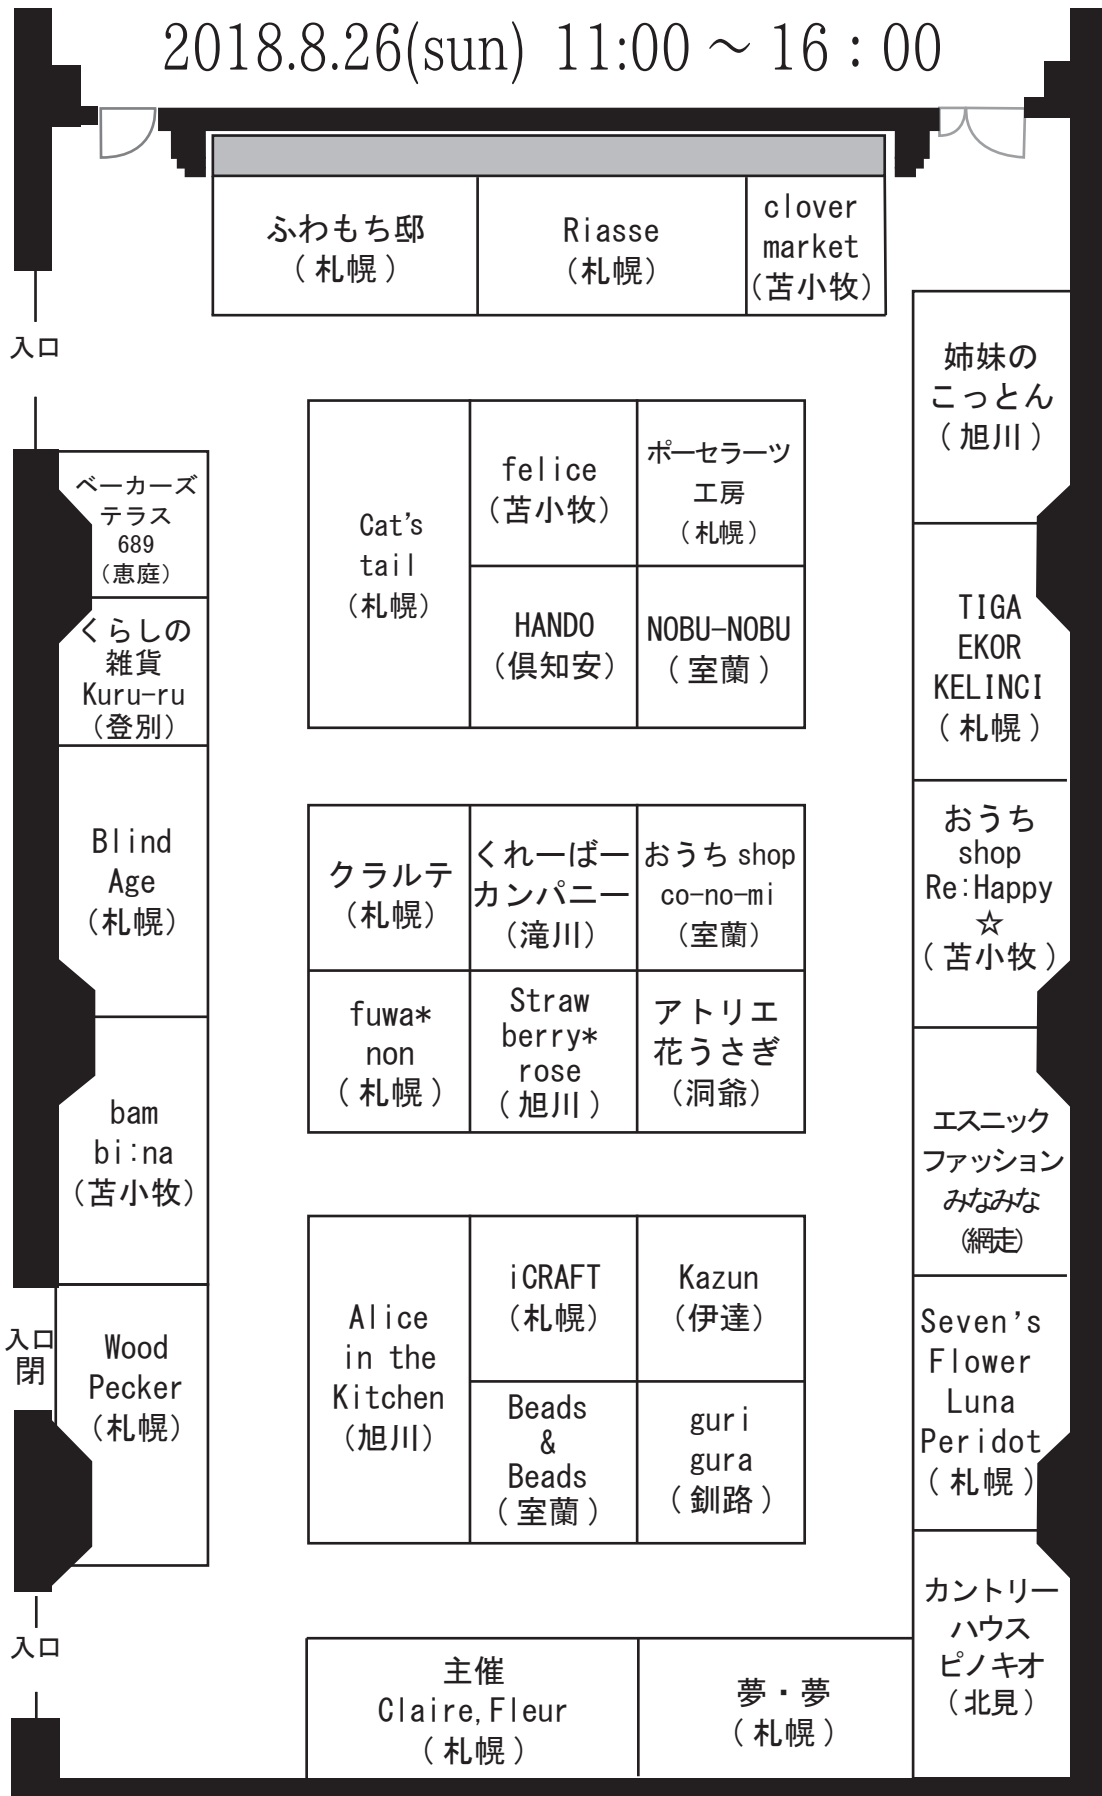 2018.8.26(sun) 11:00 ～ 16：00
ふわもち邸
（札幌）
Riasse
（札幌）
clover
market
（苫小牧）
入口
姉妹の
こっとん
（旭川）
Cat's
tail
（札幌）
felice
（苫小牧）
ポーセラーツ
工房
（札幌）
HANDO
（倶知安）
NOBU-NOBU
（室蘭）
ベーカーズ
テラス
689
（恵庭）
くらしの
雑貨
Kuru-ru
（登別）
TIGA
EKOR
KELINCI
（札幌）
Blind
Age
（札幌）
クラルテ
（札幌）
くれーばー
カンパニー
（滝川）
おうち shop
co-no-mi
（室蘭）
おうち
shop
Re:Happy
☆
（苫小牧）
fuwa*
non
（札幌）
Straw
berry*
rose
（旭川）
アトリエ
花うさぎ
（洞爺）
bam
bi:na
（苫小牧）
エスニック
ファッション
みなみな
（網走）
入口
閉
Wood
Pecker
（札幌）
Alice
in the
Kitchen
（旭川）
iCRAFT
（札幌）
Kazun
（伊達）
Beads
&
Beads
（室蘭）
guri
gura
（釧路）
Seven's
Flower
Luna
Peridot
（札幌）
入口
カントリー
ハウス
ピノキオ
（北見）
主催
Claire,Fleur
（札幌）
夢・夢
（札幌）